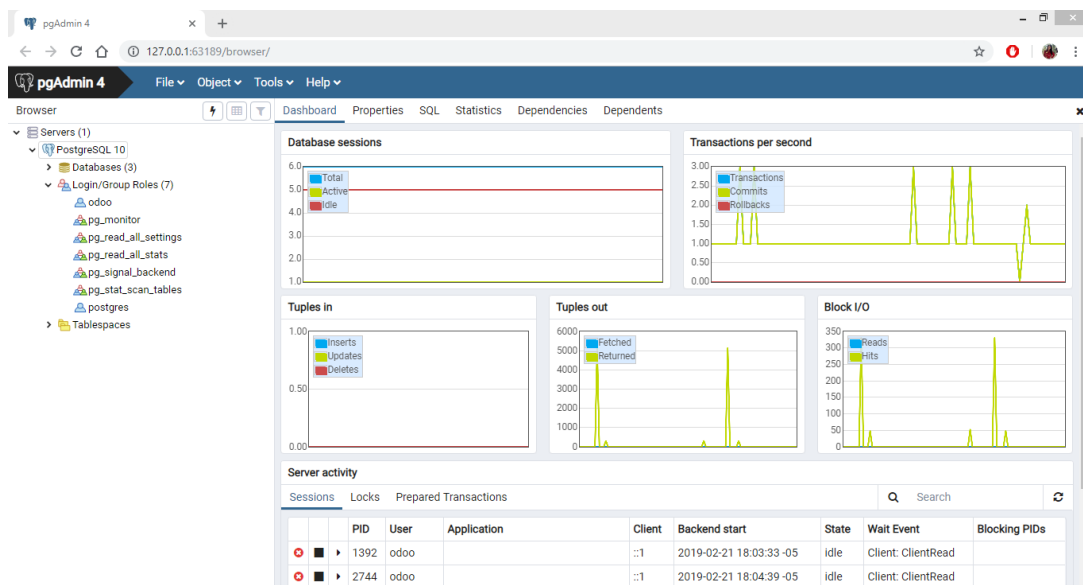 pgAdmin 4
127.0.0.1:63189/browser/
pgAdmin 4 File Object Tools Help
Browser
Servers (1)
PostgreSQL 10
Databases (3)
Login/Group Roles (7)
odoo
pg_monitor
pg_read_all_settings
pg_read_all_stats
pg_signal_backend
pg_stat_scan_tables
postgres
Tablespaces
Dashboard Properties SQL Statistics Dependencies Dependents
Database sessions
6.0
5.0
4.0
3.0
2.0
1.0
Total
Active
Idle
Transactions per second
3.00
2.50
2.00
1.50
1.00
0.50
0.00
Transactions
Commits
Rollbacks
Tuples in
1.00
0.50
0.00
Inserts
Updates
Deletes
Tuples out
6000
5000
4000
3000
2000
1000
0
Fetched
Returned
Block I/O
350
300
250
200
150
100
50
0
Reads
Hits
Server activity
Sessions Locks Prepared Transactions Search
PID User Application Client Backend start State Wait Event Blocking PIDs
1392 odoo ::1 2019-02-21 18:03:33 -05 idle Client: ClientRead
2744 odoo ::1 2019-02-21 18:04:39 -05 idle Client: ClientRead